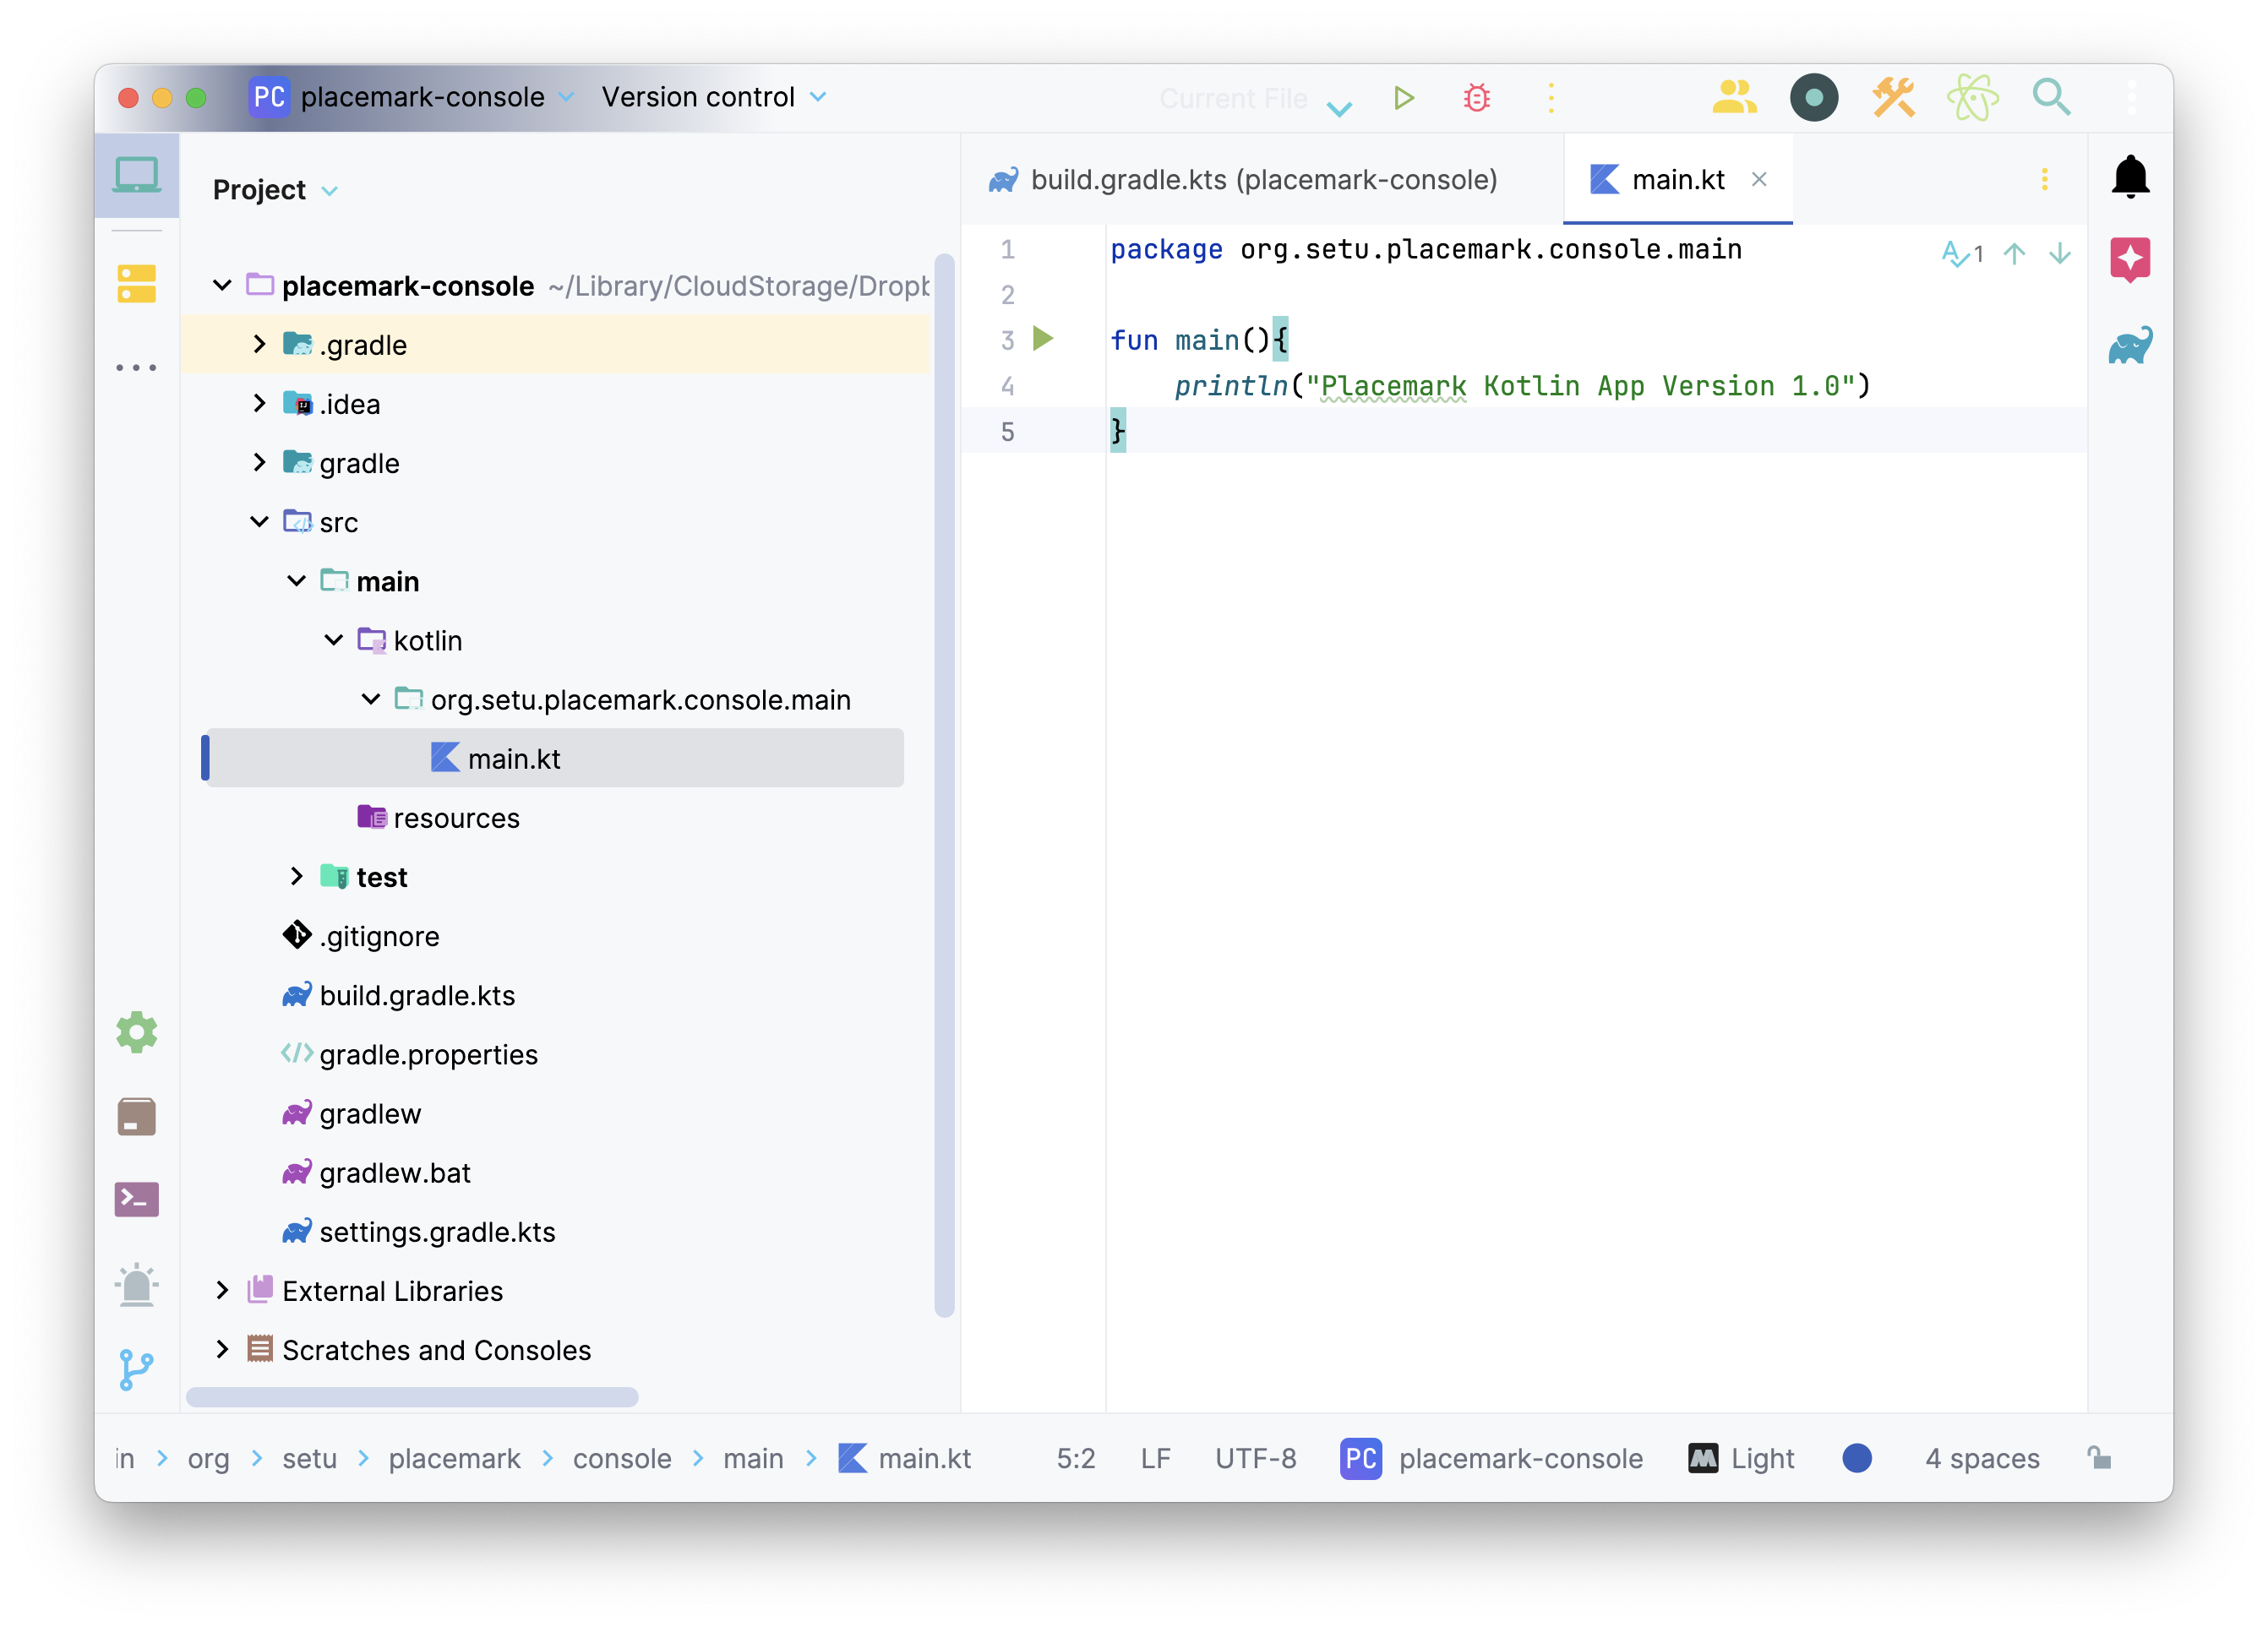 PC placemark-console Version control Current File
Project
build.gradle.kts (placemark-console) main.kt
placemark-console ~/Library/CloudStorage/Dropb
.gradle
.idea
gradle
src
main
kotlin
org.setu.placemark.console.main
main.kt
resources
test
.gitignore
build.gradle.kts
gradle.properties
gradlew
gradlew.bat
settings.gradle.kts
External Libraries
Scratches and Consoles
1 package org.setu.placemark.console.main
1
2
3 fun main(){
4     println("Placemark Kotlin App Version 1.0")
5 }
in > org > setu > placemark > console > main > main.kt 5:2 LF UTF-8 PC placemark-console Light 4 spaces